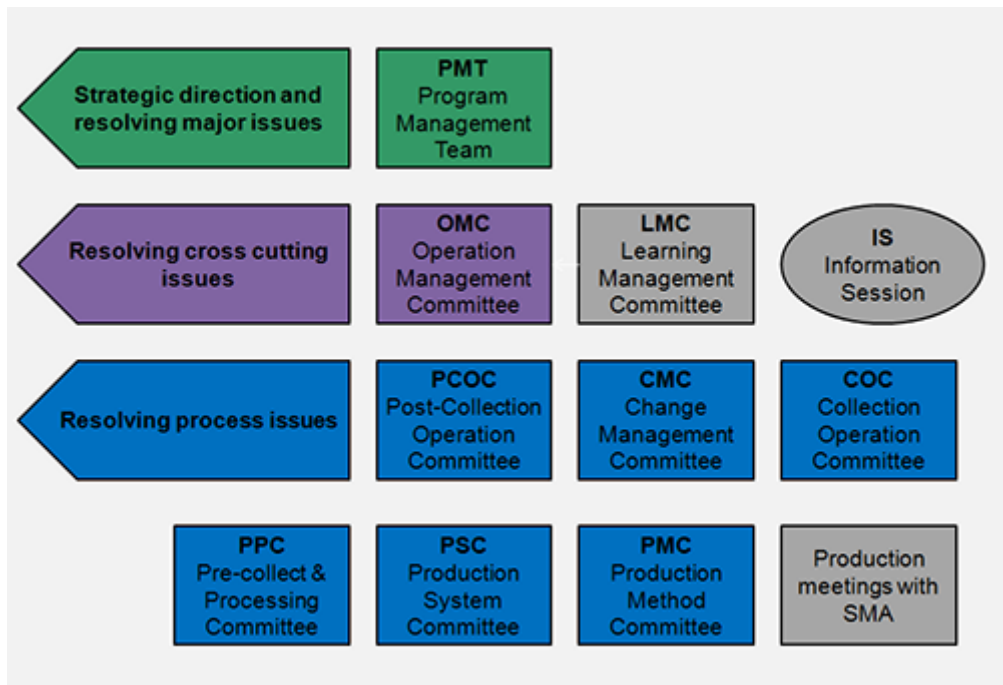 Strategic direction and
resolving major issues
PMT
Program
Management
Team
Resolving cross cutting
issues
OMC
Operation
Management
Committee
LMC
Learning
Management
Committee
IS
Information
Session
Resolving process issues
PCOC
Post-Collection
Operation
Committee
CMC
Change
Management
Committee
COC
Collection
Operation
Committee
PPC
Pre-collect &
Processing
Committee
PSC
Production
System
Committee
PMC
Production
Method
Committee
Production
meetings with
SMA